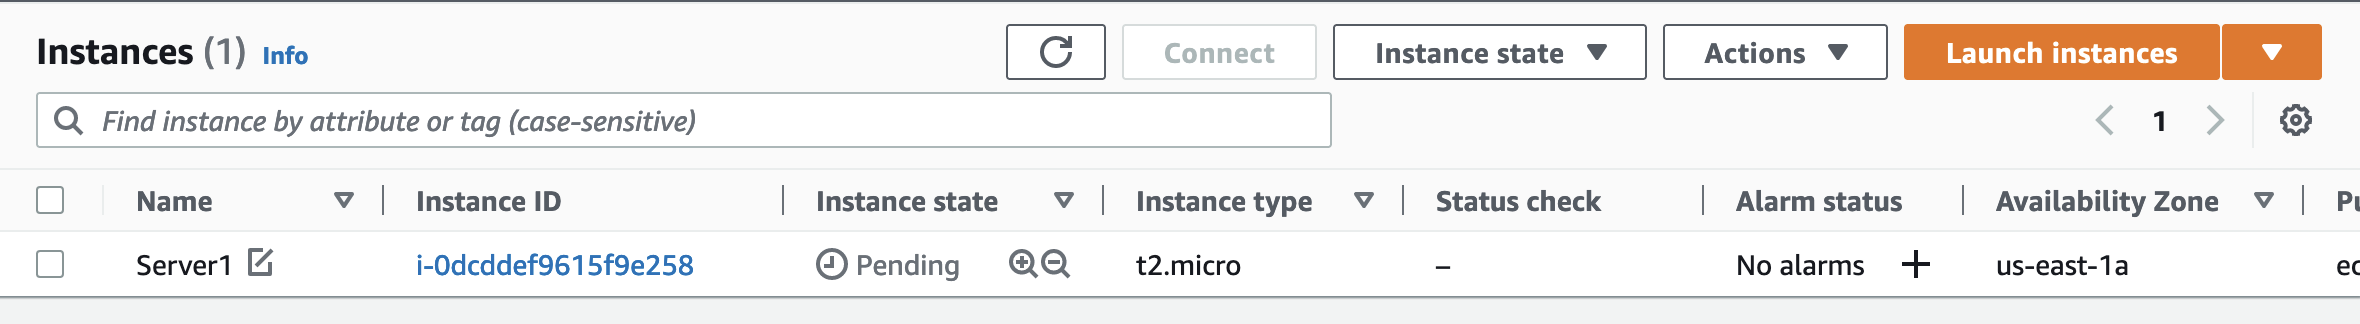 Instances (1) Info Connect Instance state Actions Launch instances
Find instance by attribute or tag (case-sensitive) 1
Name Instance ID Instance state Instance type Status check Alarm status Availability Zone
Server1 i-0dcddef9615f9e258 Pending t2.micro – No alarms + us-east-1a